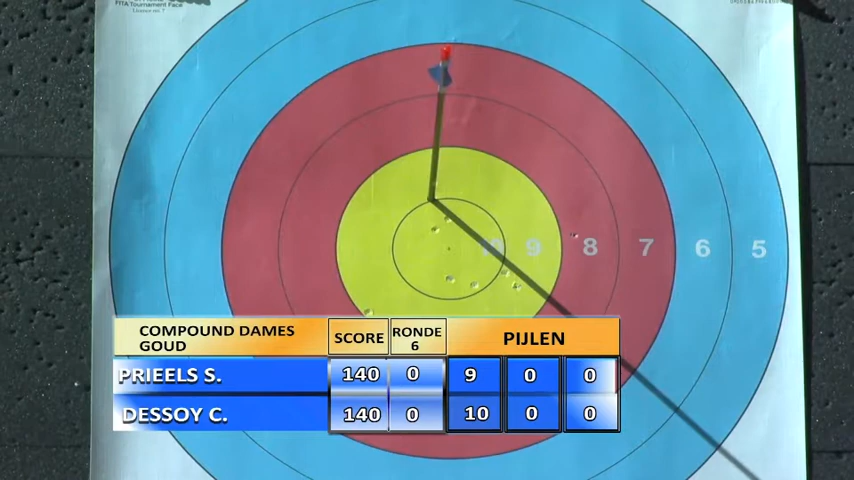 FITA Tournament Face
10 9 8 7 6 5
COMPOUND DAMES GOUD SCORE RONDE 6 PIJLEN
PRIEELS S. 140 0 9 0 0
DESSOY C. 140 0 10 0 0